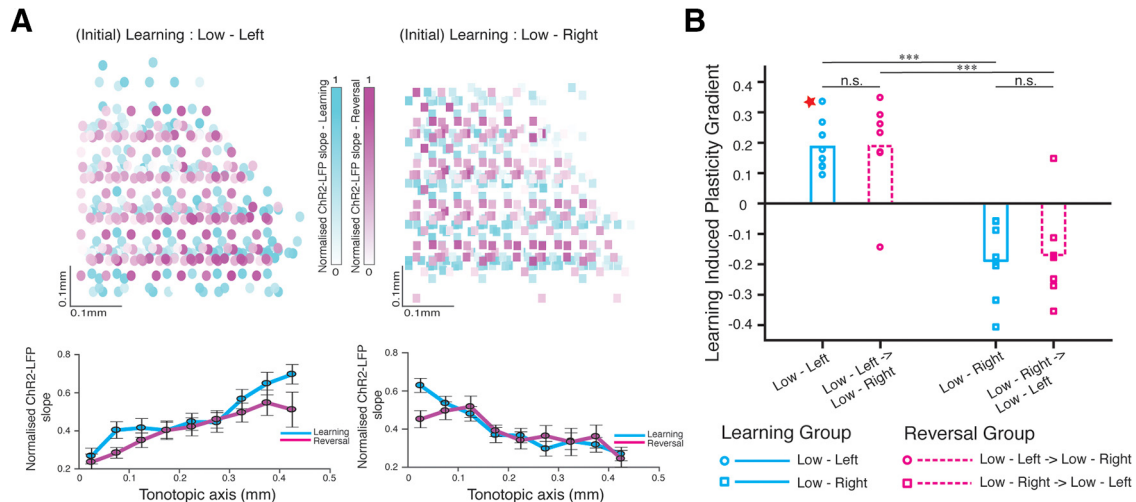 A
(Initial) Learning : Low - Left
(Initial) Learning : Low - Right
Normalised ChR2-LFP slope - Learning
0
1
Normalised ChR2-LFP slope - Reversal
0
1
0.1mm
0.1mm
0.1mm
0.1mm
Normalised ChR2-LFP
slope
0.8
0.6
0.4
0.2
0
0.1
0.2
0.3
0.4
0.5
Learning
Reversal
Tonotopic axis (mm)
Normalised ChR2-LFP
slope
0.8
0.6
0.4
0.2
0
0.1
0.2
0.3
0.4
0.5
Learning
Reversal
Tonotopic axis (mm)
B
***
***
n.s.
n.s.
Learning Induced Plasticity Gradient
0.4
0.3
0.2
0.1
0
-0.1
-0.2
-0.3
-0.4
Low - Left
Low - Left ->
Low - Right
Low - Right
Low - Right ->
Low - Left
Learning Group
Low - Left
Low - Right
Reversal Group
Low - Left -> Low - Right
Low - Right -> Low - Left